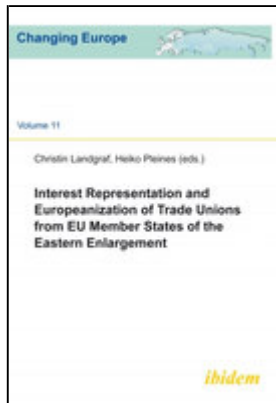 Changing Europe
Volume 11
Christin Landgraf, Heiko Pleines (eds.)
Interest Representation and
Europeanization of Trade Unions
from EU Member States of the
Eastern Enlargement
ibidem